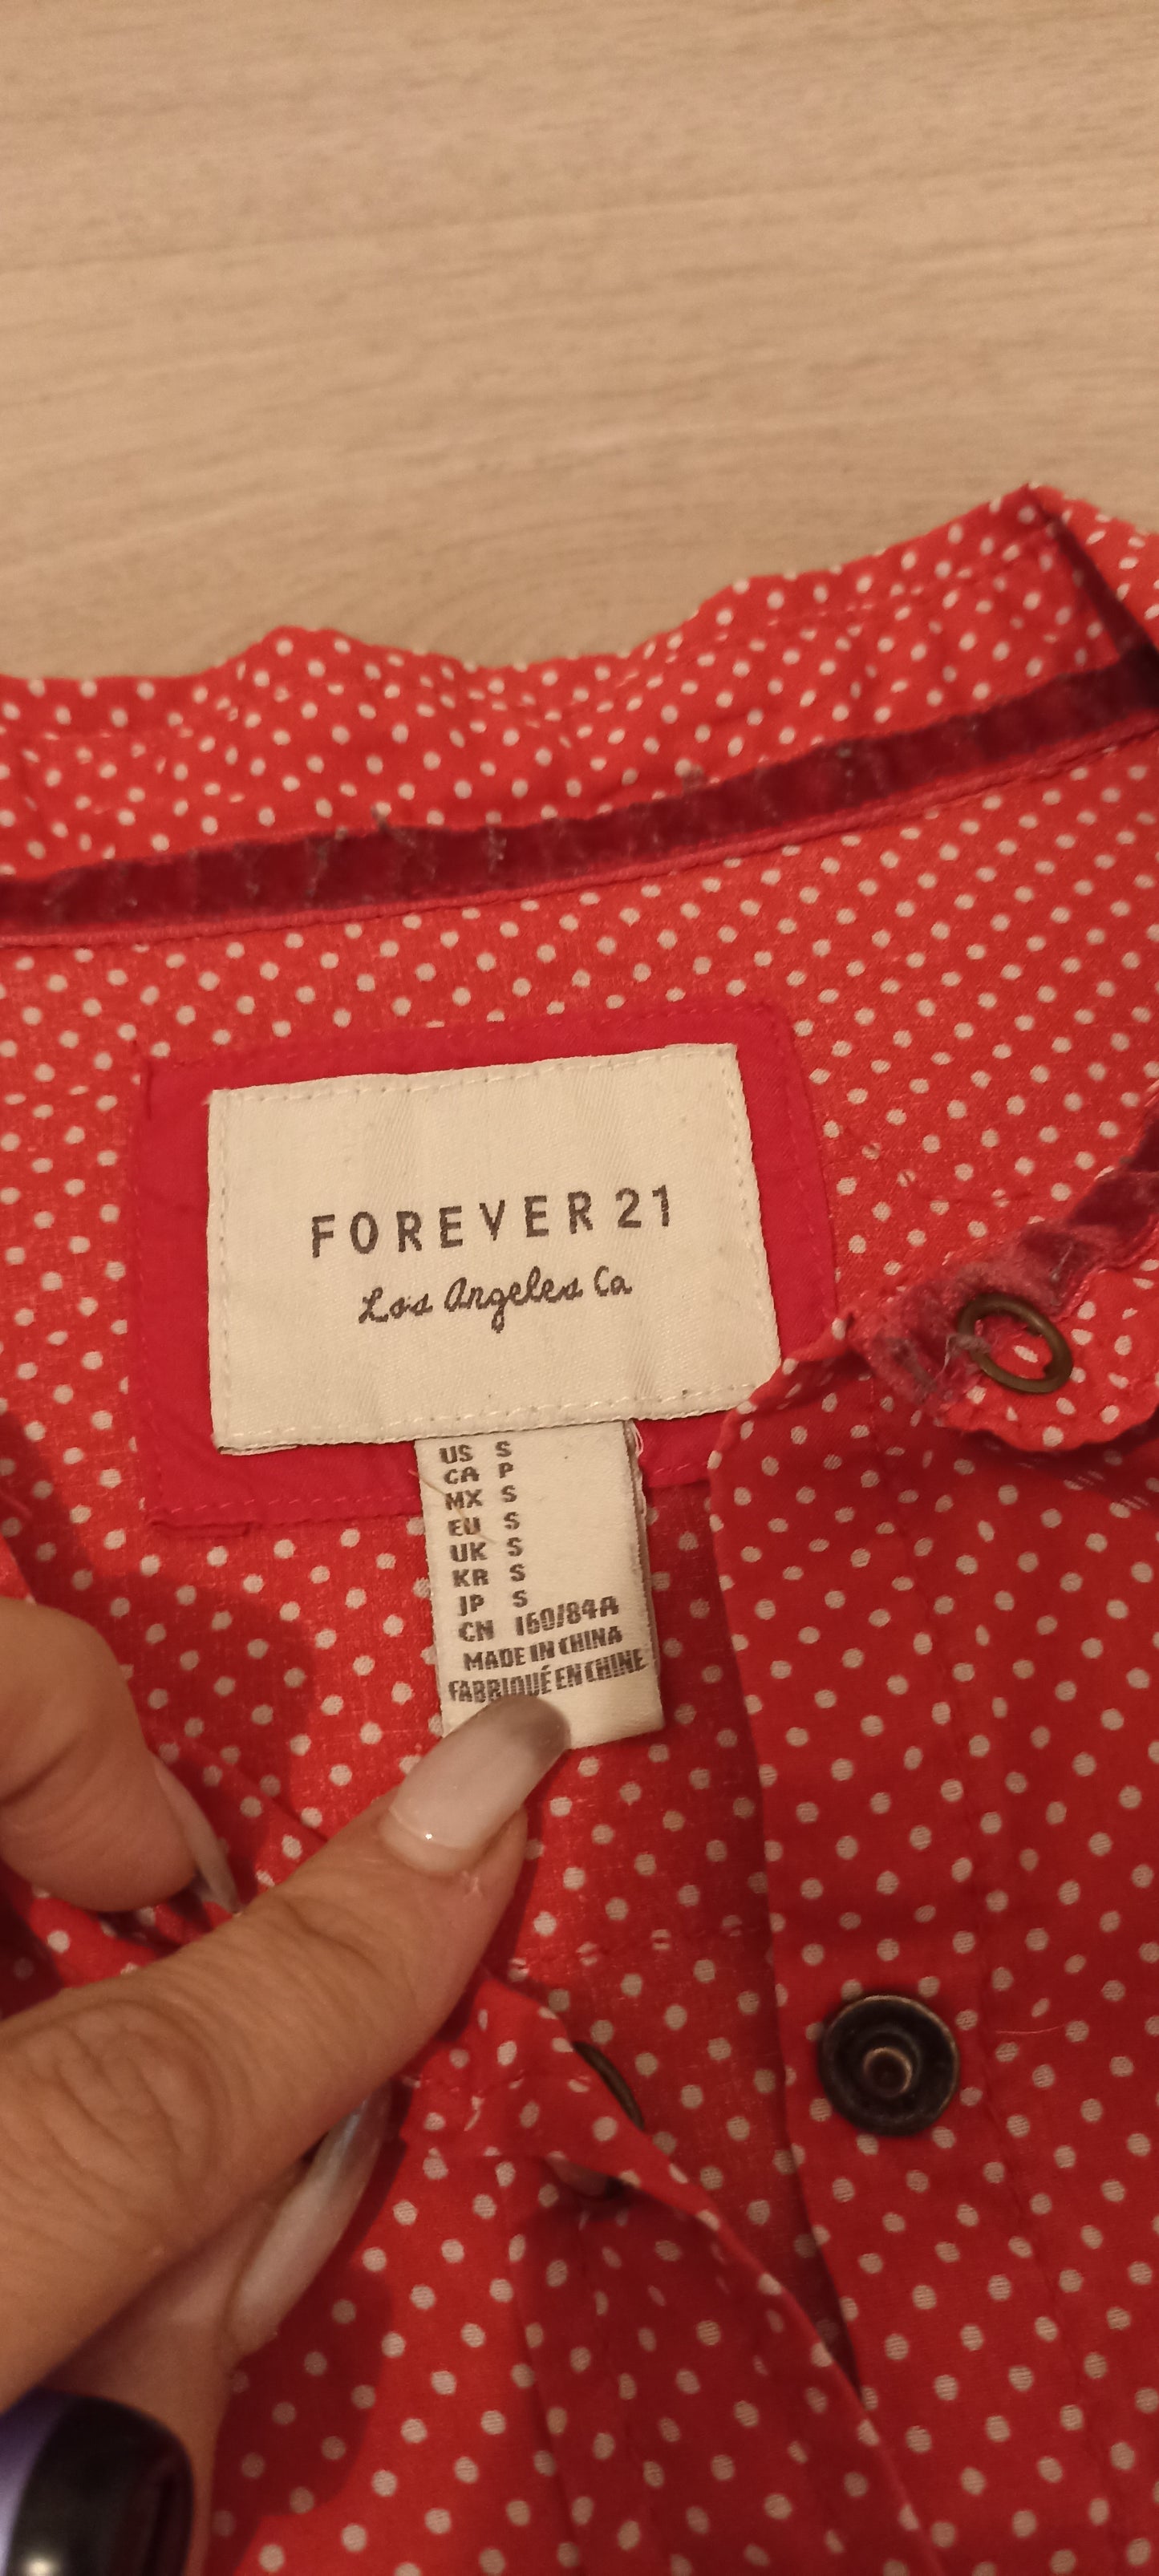 FOREVER 21
Los Angeles Ca
US S
CA P
MX S
EU S
UK S
KR S
JP S
CN 160/84A
MADE IN CHINA
FABRIQUÉ EN CHINE